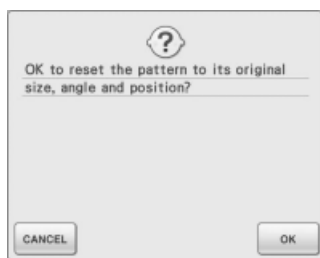 ?
OK to reset the pattern to its original
size, angle and position?
CANCEL
OK